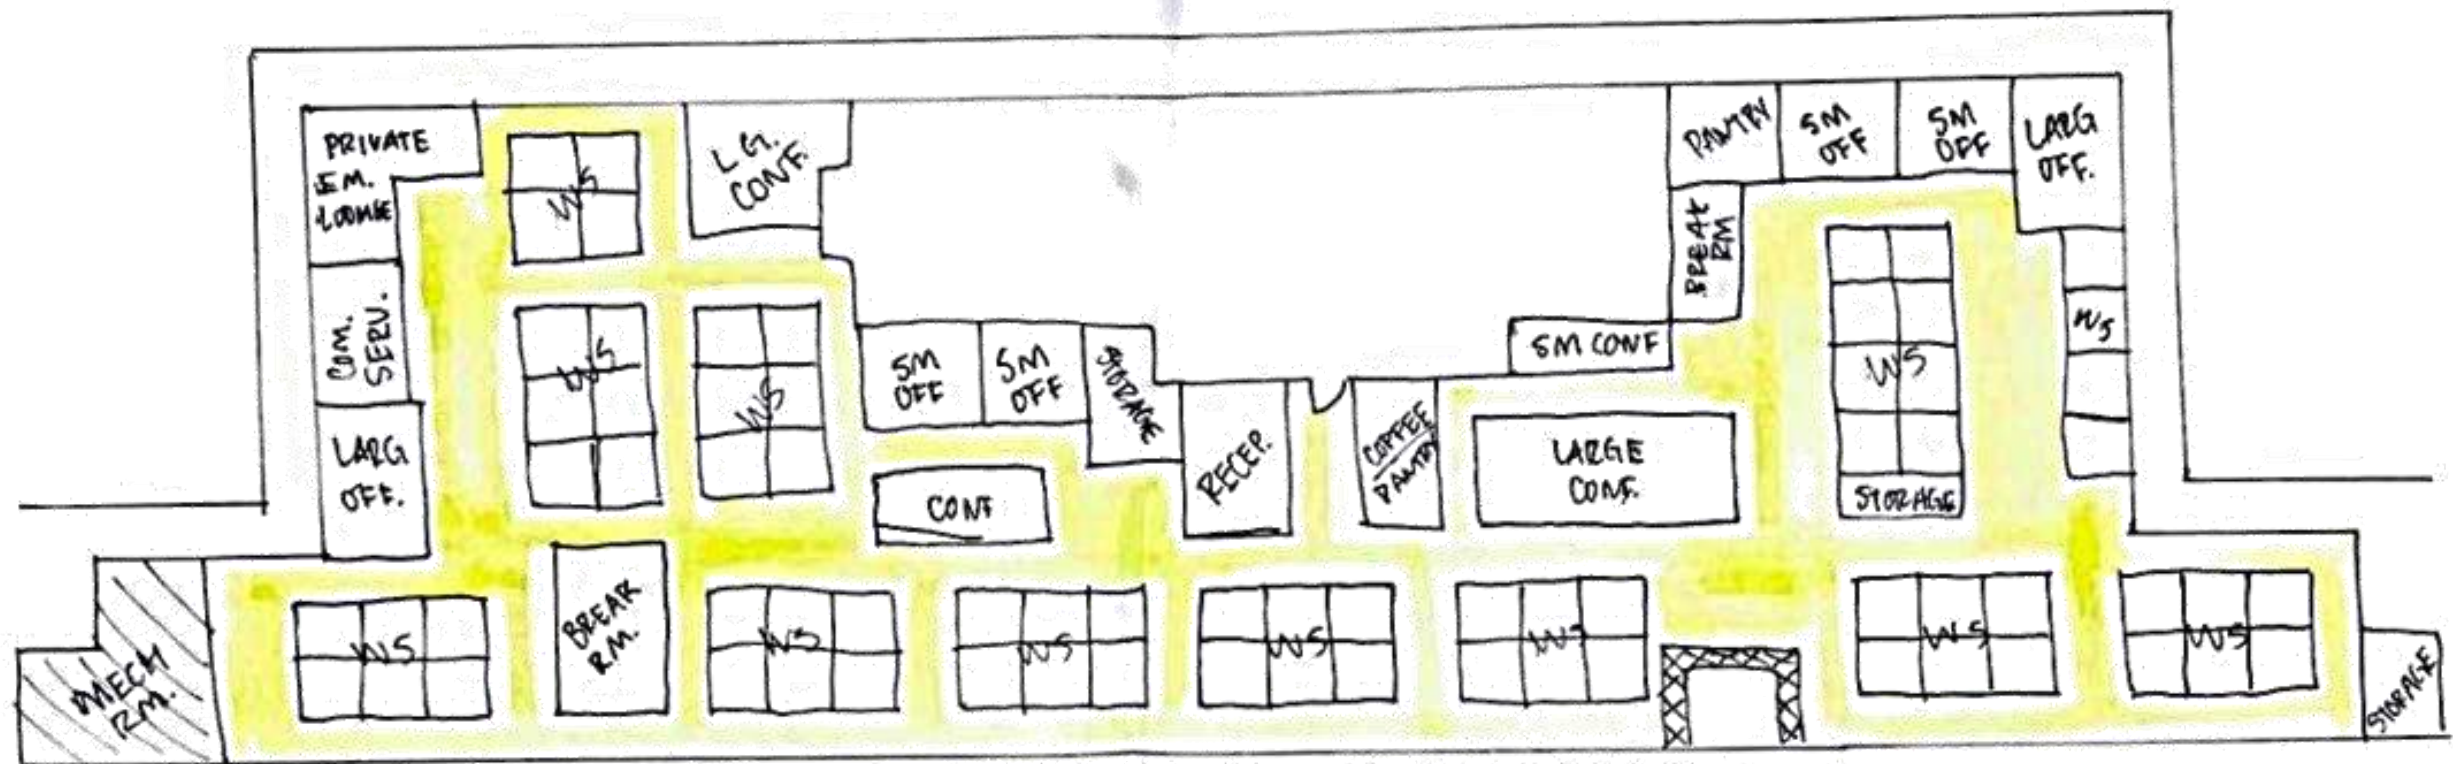 PRIVATE
EM.
LG.
CONF.
WS
PANTRY
SM
OFF
SM
OFF
LARG
OFF.
BREAK
RM
COM.
SERV.
WS
WS
SM
OFF
SM
OFF
STORAGE
SM CONF
WS
WS
LARG
OFF.
CONF
RECEP.
COFFEE
PANTRY
LARGE
CONF.
STORAGE
MECH
RM.
WS
BREAK
RM.
WS
WS
WS
WS
WS
WS
STORAGE